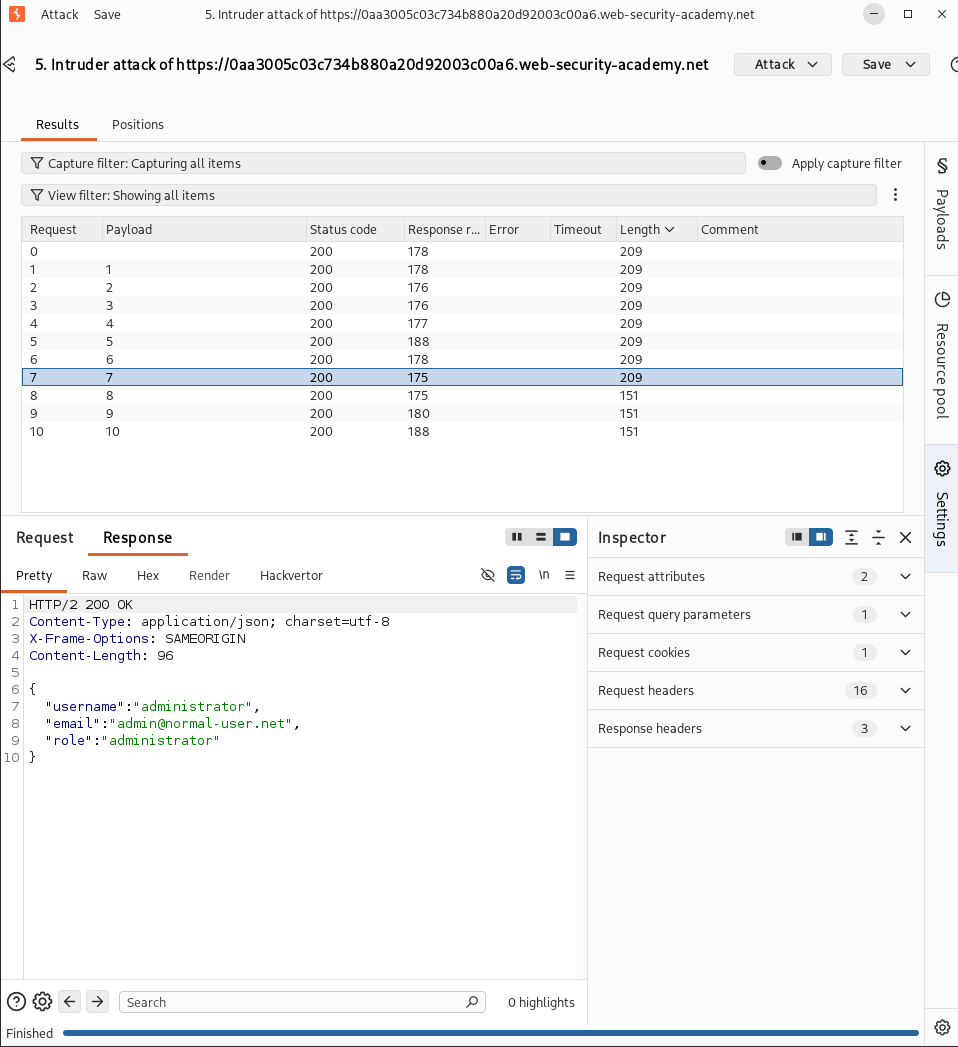 Attack Save 5. Intruder attack of https://0aa3005c03c734b880a20d92003c00a6.web-security-academy.net
5. Intruder attack of https://0aa3005c03c734b880a20d92003c00a6.web-security-academy.net Attack Save
Results Positions
Capture filter: Capturing all items Apply capture filter
View filter: Showing all items
Request Payload Status code Response r... Error Timeout Length Comment
0 200 178 209
1 1 200 178 209
2 2 200 176 209
3 3 200 176 209
4 4 200 177 209
5 5 200 188 209
6 6 200 178 209
7 7 200 175 209
8 8 200 175 151
9 9 200 180 151
10 10 200 188 151
Payloads
Resource pool
Settings
Request Response
Pretty Raw Hex Render Hackvertor \n
1 HTTP/2 200 OK
2 Content-Type: application/json; charset=utf-8
3 X-Frame-Options: SAMEORIGIN
4 Content-Length: 96
5
6 {
7 "username":"administrator",
8 "email":"admin@normal-user.net",
9 "role":"administrator"
10 }
Inspector
Request attributes 2
Request query parameters 1
Request cookies 1
Request headers 16
Response headers 3
Search 0 highlights
Finished